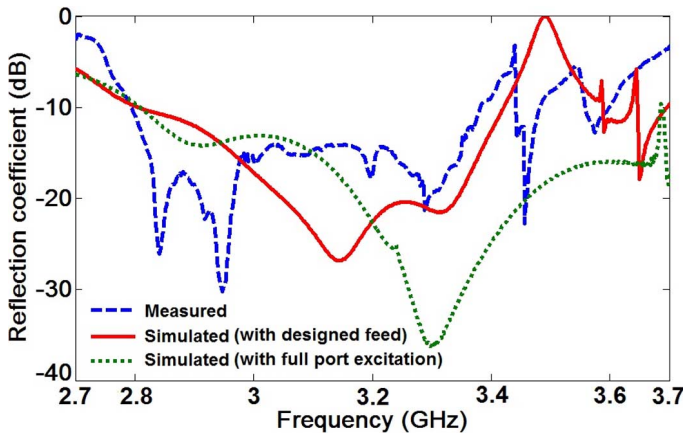 0
-10
-20
-30
-40
Reflection coefficient (dB)
Measured
Simulated (with designed feed)
Simulated (with full port excitation)
2.7 2.8 3 3.2 3.4 3.6 3.7
Frequency (GHz)